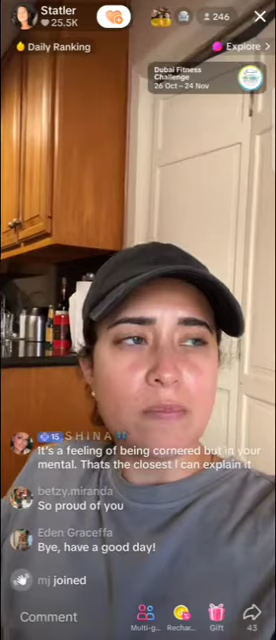 Statler
25.5K
246
Daily Ranking
Explore
Dubai Fitness
Challenge
26 Oct – 24 Nov
15 S H I N A
It's a feeling of being cornered but in your
mental. Thats the closest I can explain it
betzy.miranda
So proud of you
Eden Graceffa
Bye, have a good day!
mj joined
Comment
Multi-g...
Rechar...
Gift
43